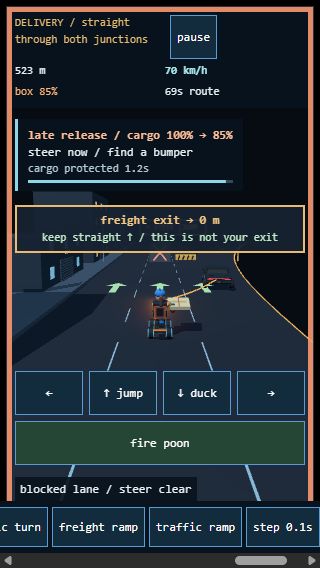 DELIVERY / straight
through both junctions
pause
523 m
70 km/h
box 85%
69s route
late release / cargo 100% → 85%
steer now / find a bumper
cargo protected 1.2s
freight exit → 0 m
keep straight ↑ / this is not your exit
←
↑ jump
↓ duck
→
fire poon
blocked lane / steer clear
c turn
freight ramp
traffic ramp
step 0.1s